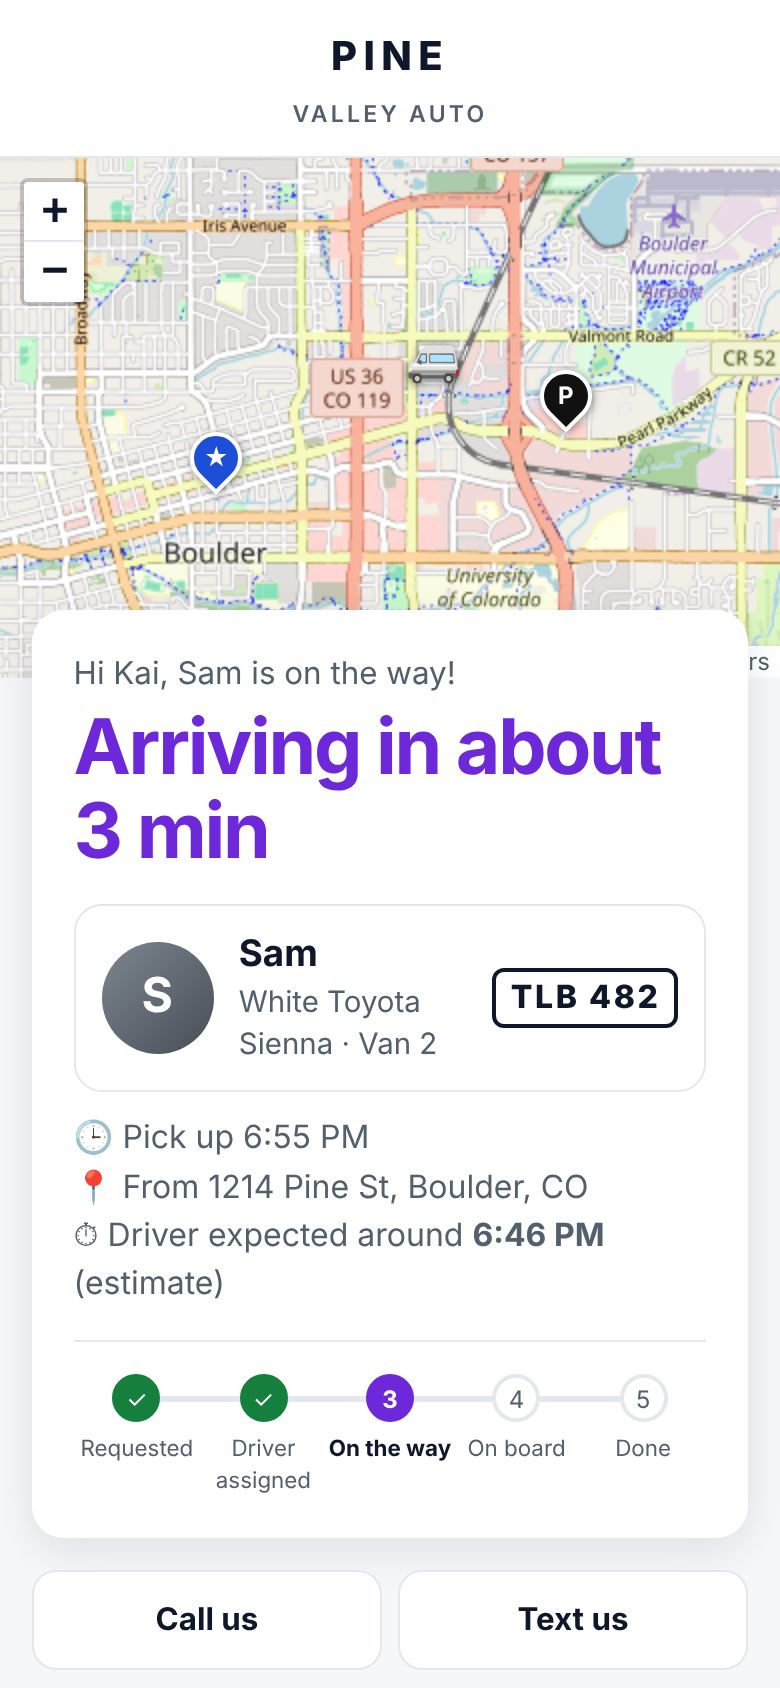 PINE
VALLEY AUTO
+
−
Iris Avenue
Boulder
Municipal
Airport
Valmont Road
US 36
CO 119
CR 52
P
Pearl Parkway
★
Boulder
University
of Colorado
rs
Hi Kai, Sam is on the way!
Arriving in about
3 min
S
Sam
White Toyota
Sienna · Van 2
TLB 482
🕒 Pick up 6:55 PM
📍 From 1214 Pine St, Boulder, CO
⏱ Driver expected around 6:46 PM
(estimate)
✓ ✓ 3 4 5
Requested Driver On the way On board Done
assigned
Call us Text us